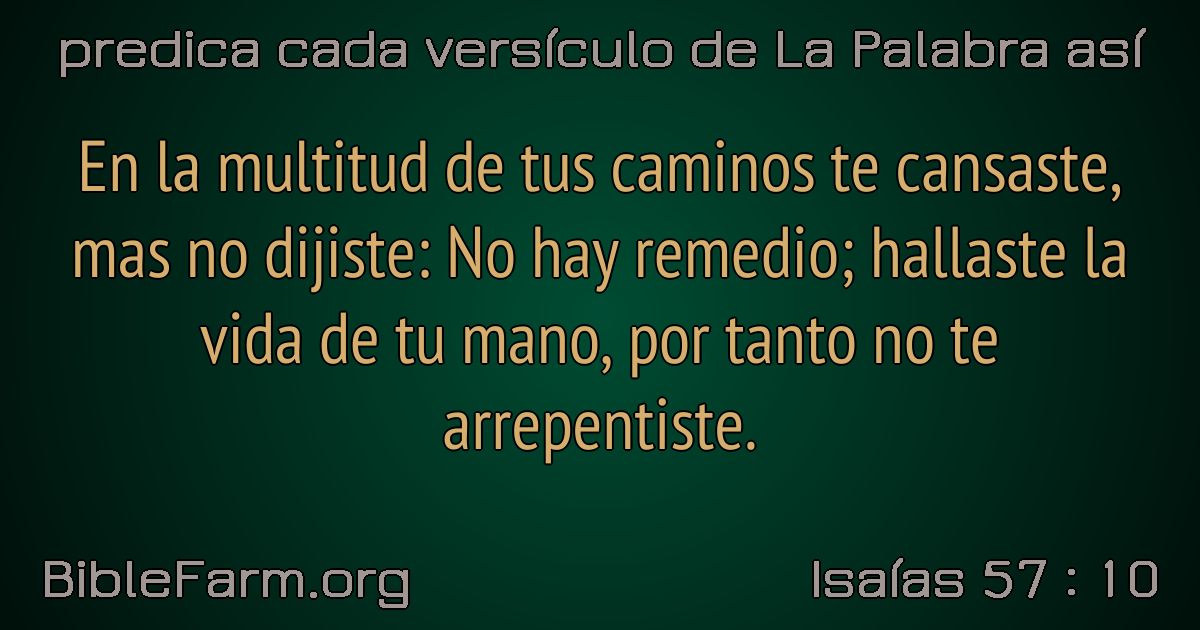 predica cada versículo de La Palabra así
En la multitud de tus caminos te cansaste,
mas no dijiste: No hay remedio; hallaste la
vida de tu mano, por tanto no te
arrepentiste.
BibleFarm.org
Isaías 57 : 10